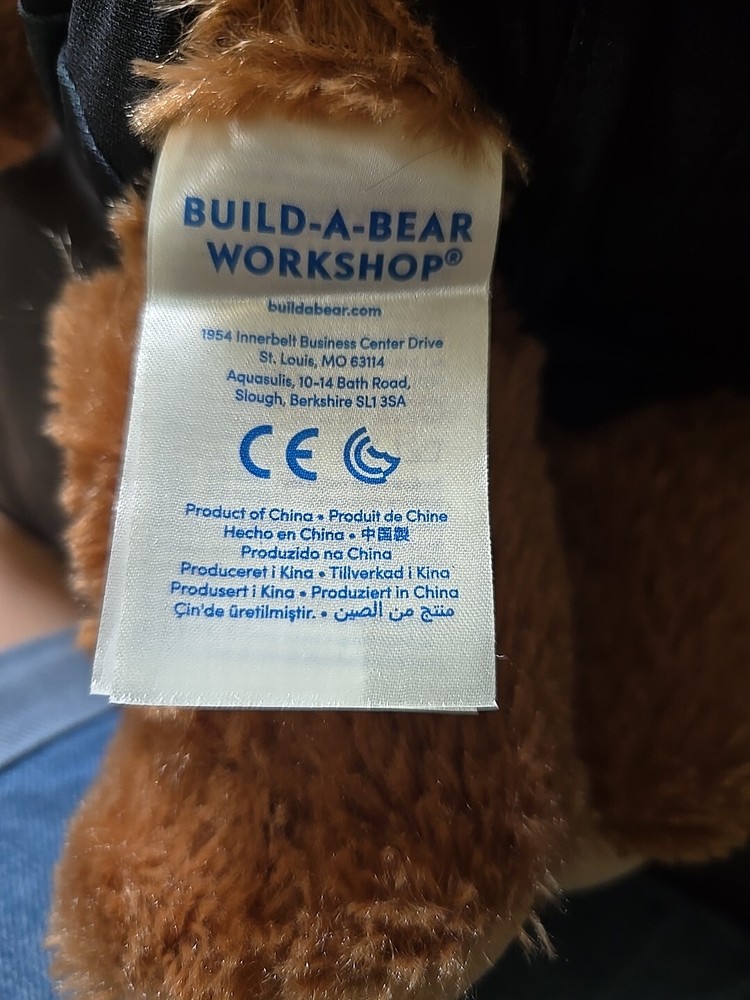 BUILD-A-BEAR
WORKSHOP®
buildabear.com
1954 Innerbelt Business Center Drive
St. Louis, MO 63114
Aquasulis, 10-14 Bath Road,
Slough, Berkshire SL1 3SA
CE
Product of China • Produit de Chine
Hecho en China • 中国製
Produzido na China
Produceret i Kina • Tillverkad i Kina
Produsert i Kina • Produziert in China
Çin'de üretilmiştir. • منتج من الصين